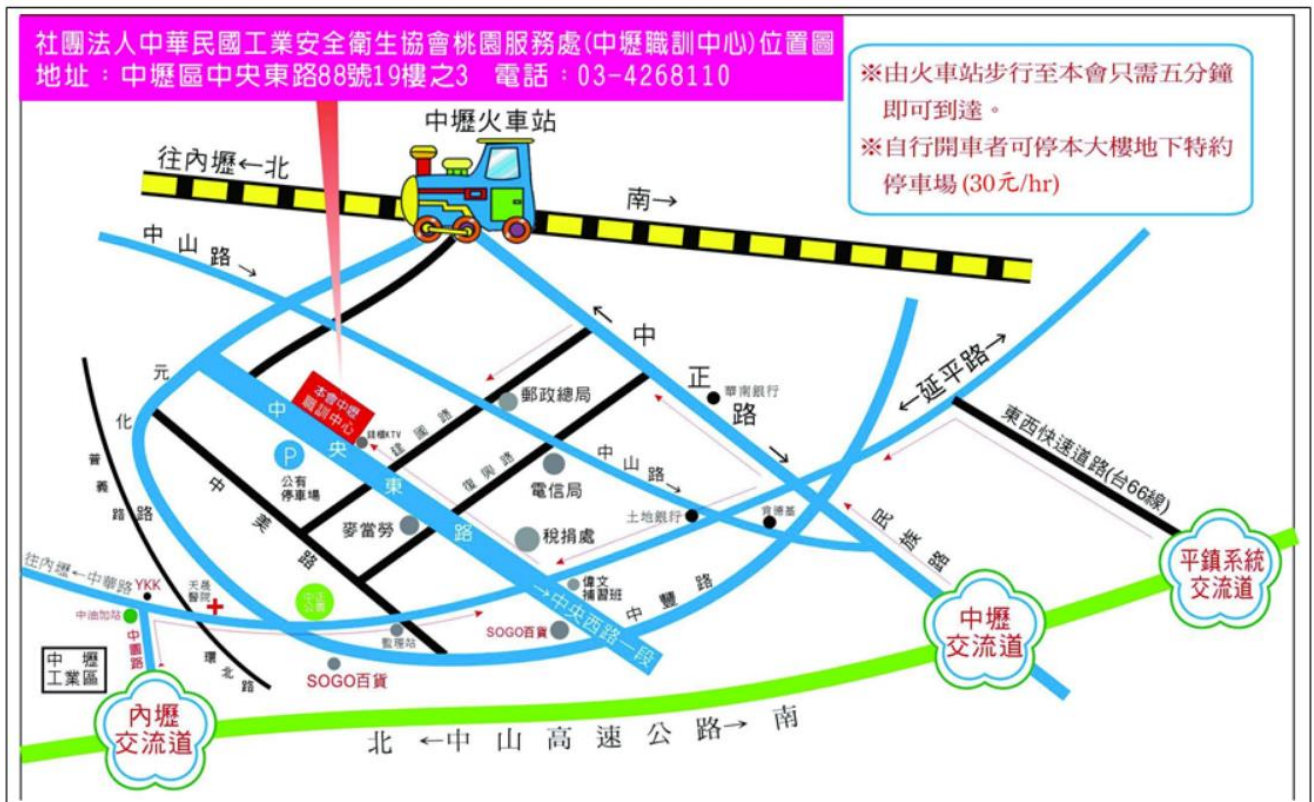 社團法人中華民國工業安全衛生協會桃園服務處(中壢職訓中心)位置圖
地址：中壢區中央東路88號19樓之3 電話：03-4268110
※由火車站步行至本會只需五分鐘
即可到達。
※自行開車者可停本大樓地下特約
停車場(30元/hr)
中壢火車站
往內壢←北
南→
中山路→
←中正路→
華南銀行
←延平路→
東西快速道路(台66線)
元化路
本會中壢
職訓中心
錢櫃KTV
中央東路
P
公有
停車場
建國路
郵政總局
復興路
電信局
中山路→
土地銀行
肯德基
民族路
普義路
中美路
麥當勞
稅捐處
偉文
補習班
中豐路
→中央西路一段
往內壢←中華路
YKK
天晟
醫院
中正
公園
中油加站
中園路
監理站
SOGO百貨
SOGO百貨
環北路
中壢
工業區
內壢
交流道
中壢
交流道
平鎮系統
交流道
北←中山高速公路→南